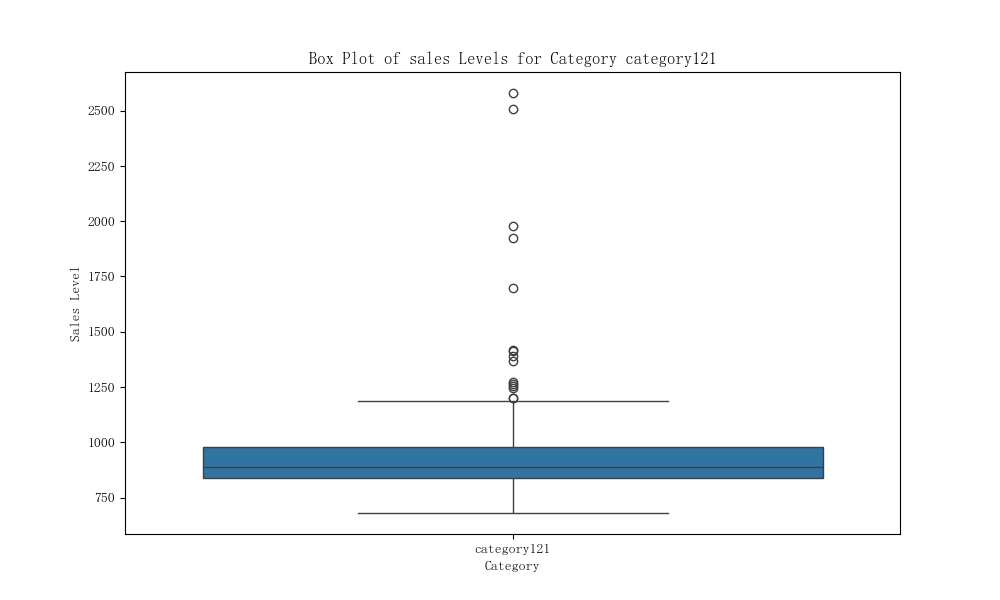 Box Plot of sales Levels for Category category121
2500
2250
2000
1750
1500
1250
1000
750
Sales Level
category121
Category